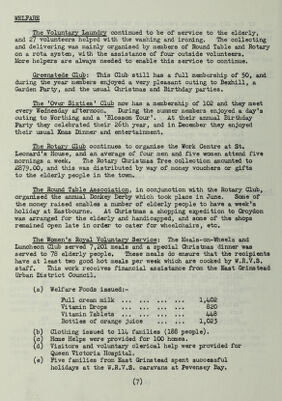 WELFARE
The Voluntary Laundry continued to be of service to the elderly,
and 27 volunteers helped with the washing and ironing. The collecting
and delivering was mainly organised by members of Round Table and Rotary
on a rota system, with the assistance of four outside volunteers.
More helpers are always needed to enable this service to continue.
Greenstede Club: This Club still has a full membership of 50, and
during the year members enjoyed a very pleasant outing to Bexhill, a
Garden Party, and the usual Christmas and Birthday parties.
The 'Over Sixties' Club now has a membership of 102 and they meet
every Wednesday afternoon. During the summer members enjoyed a day's
outing to Worthing and a 'Blossom Tour'. At their annual Birthday
Party they celebrated their 26th year, and in December they enjoyed
their usual Xmas Dinner and entertainment.
The Rotary Club continues to organise the Work Centre at St.
Leonard's House, and an average of four men and five women attend five
mornings a week. The Rotary Christmas Tree collection amounted to
£879.00, and this was distributed by way of money vouchers or gifts
to the elderly people in the town.
The Round Table Association, in conjunction with the Rotary Club,
organised the annual Donkey Derby which took place in June. Some of
the money raised enables a number of elderly people to have a week's
holiday at Eastbourne. At Christmas a shopping expedition to Croydon
was arranged for the elderly and handicapped, and some of the shops
remained open late in order to cater for wheelchairs, etc.
The Women's Royal Voluntary Service: The Meals-on-Wheels and
Luncheon Club served 7,201 meals and a special Christmas dinner was
served to 78 elderly people. These meals do ensure that the recipients
have at least two good hot meals per week which are cooked by W.R.V.S.
staff. This work receives financial assistance from the East Grinstead
Urban District Council.
(a) Welfare Foods issued:-
Full cream milk ... ... ... ... 1,402
Vitamin Drops ... ... ... ... 820
Vitamin Tablets ... ... ... ... 448
Bottles of orange juice ... ... 1,023
(b) Clothing issued to 114 families (188 people).
(c) Home Helps were provided for 100 homes.
(d) Visitors and voluntary clerical help were provided for
Queen Victoria Hospital.
(e) Five families from East Grinstead spent successful
holidays at the W.R.V.S. caravans at Pevensey Bay.
(7)